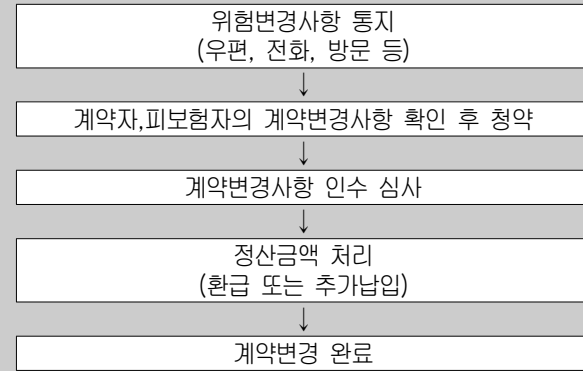 위험변경사항 통지
(우편, 전화, 방문 등)
↓
계약자,피보험자의 계약변경사항 확인 후 청약
↓
계약변경사항 인수 심사
↓
정산금액 처리
(환급 또는 추가납입)
↓
계약변경 완료